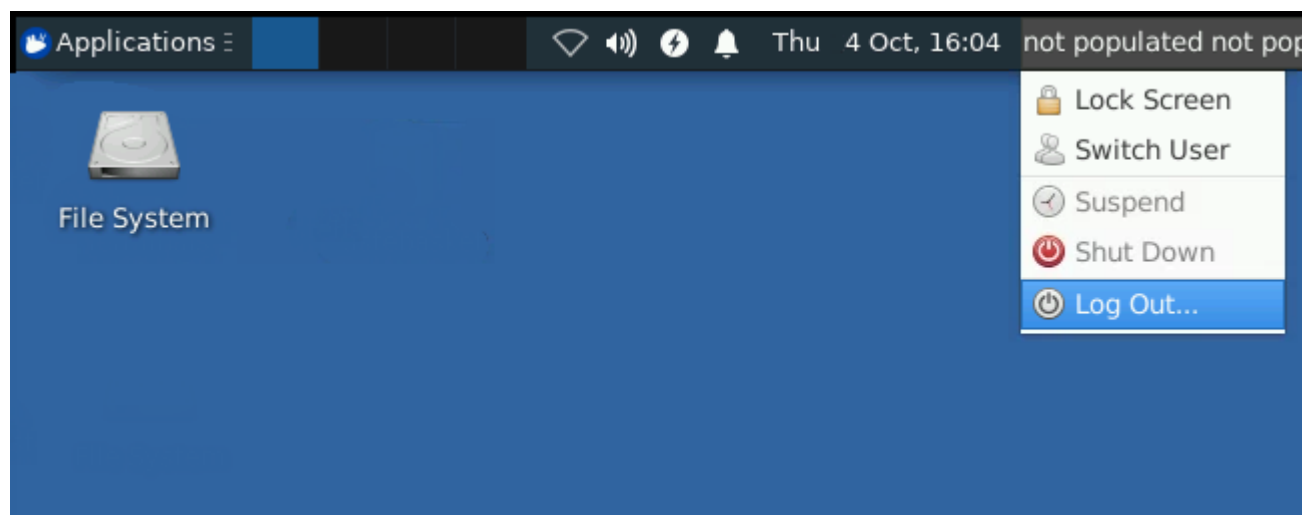 Applications
Thu 4 Oct, 16:04
not populated not pop
Lock Screen
Switch User
Suspend
Shut Down
Log Out...
File System